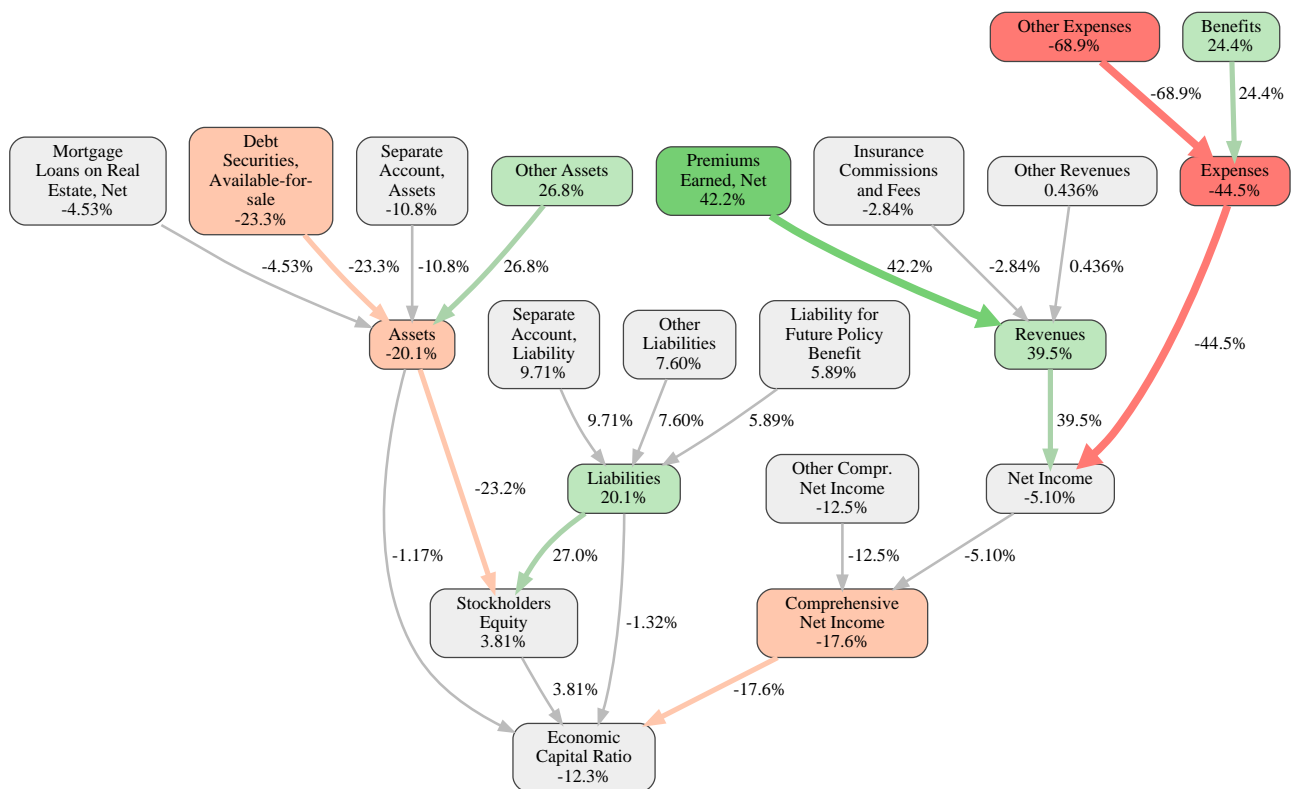 Other Expenses
-68.9%
Benefits
24.4%
-68.9%
24.4%
Mortgage
Loans on Real
Estate, Net
-4.53%
Debt
Securities,
Available-for-
sale
-23.3%
Separate
Account,
Assets
-10.8%
Other Assets
26.8%
Premiums
Earned, Net
42.2%
Insurance
Commissions
and Fees
-2.84%
Other Revenues
0.436%
Expenses
-44.5%
-4.53%
-23.3%
-10.8%
26.8%
42.2%
-2.84%
0.436%
Assets
-20.1%
Separate
Account,
Liability
9.71%
Other
Liabilities
7.60%
Liability for
Future Policy
Benefit
5.89%
Revenues
39.5%
-44.5%
9.71%
7.60%
5.89%
39.5%
Liabilities
20.1%
Other Compr.
Net Income
-12.5%
Net Income
-5.10%
-23.2%
-1.17%
27.0%
-12.5%
-5.10%
Stockholders
Equity
3.81%
-1.32%
Comprehensive
Net Income
-17.6%
3.81%
-17.6%
Economic
Capital Ratio
-12.3%